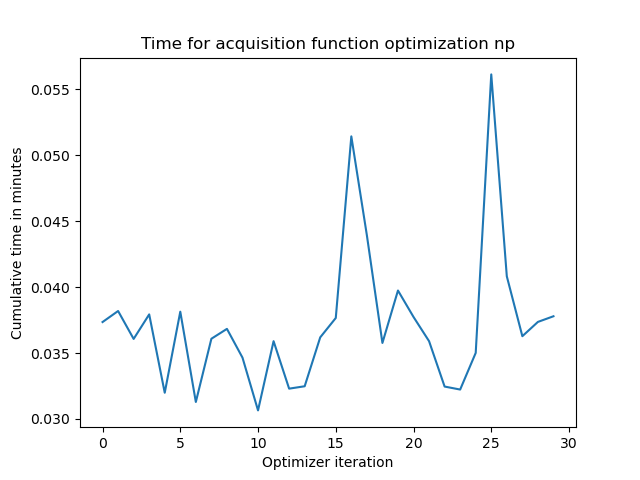 Time for acquisition function optimization np
0.055
0.050
0.045
0.040
0.035
0.030
Cumulative time in minutes
0 5 10 15 20 25 30
Optimizer iteration